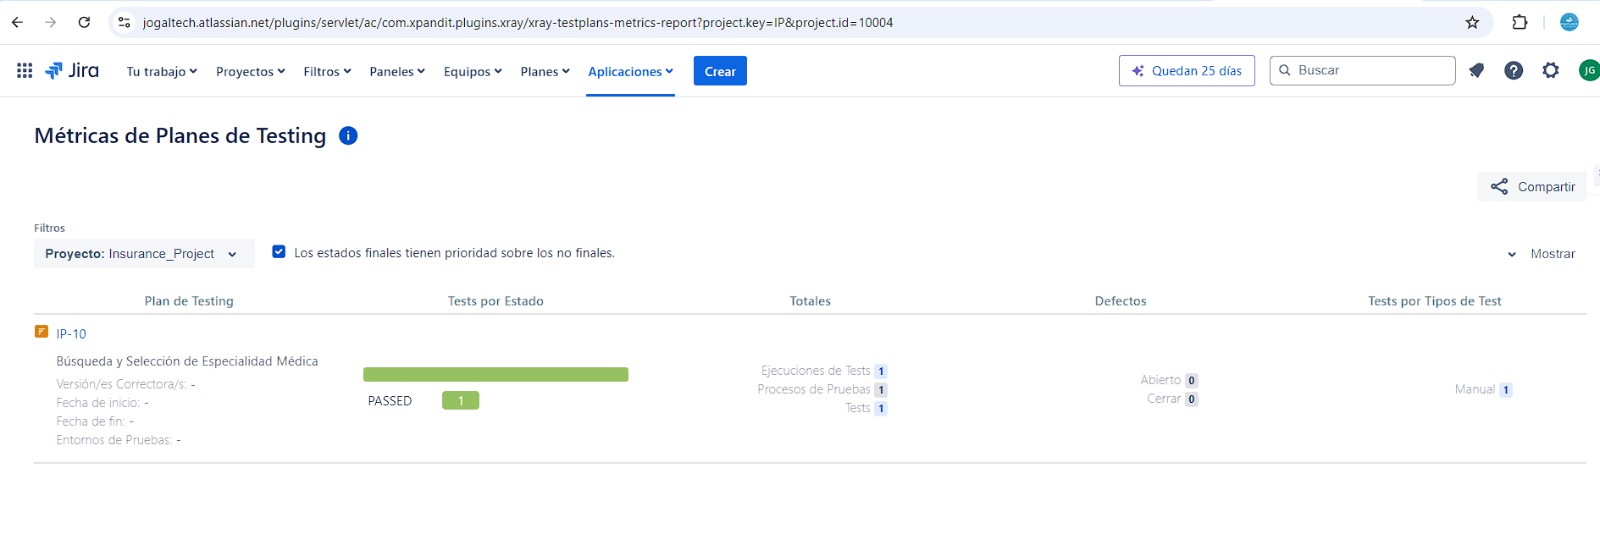 jogaltech.atlassian.net/plugins/servlet/ac/com.xpandit.plugins.xray/xray-testplans-metrics-report?project.key=IP&project.id=10004
Jira Tu trabajo Proyectos Filtros Paneles Equipos Planes Aplicaciones Crear Quedan 25 días Buscar JG
Métricas de Planes de Testing
Compartir
Filtros
Proyecto: Insurance_Project Los estados finales tienen prioridad sobre los no finales. Mostrar
Plan de Testing Tests por Estado Totales Defectos Tests por Tipos de Test
IP-10
Búsqueda y Selección de Especialidad Médica
Versión/es Correctora/s: -
Fecha de inicio: -
Fecha de fin: -
Entornos de Pruebas: -
PASSED 1
Ejecuciones de Tests 1
Procesos de Pruebas 1
Tests 1
Abierto 0
Cerrar 0
Manual 1